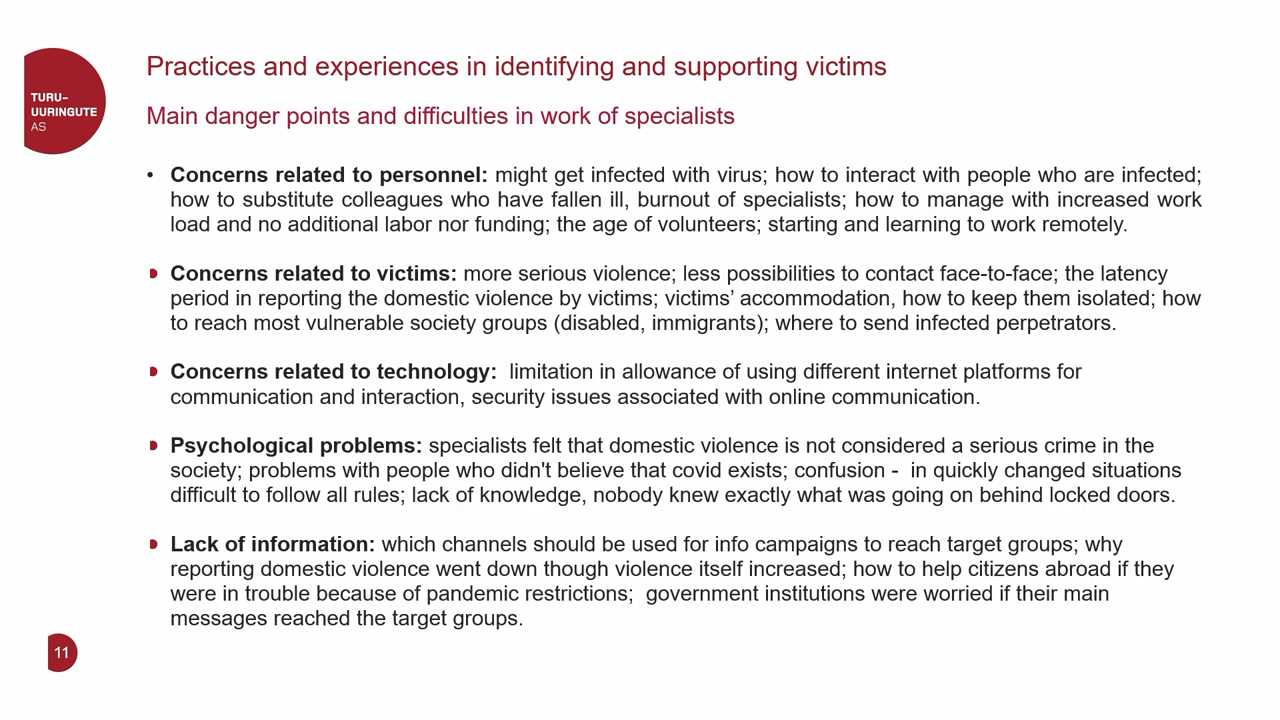 TURU-
UURINGUTE
AS
Practices and experiences in identifying and supporting victims
Main danger points and difficulties in work of specialists
• Concerns related to personnel: might get infected with virus; how to interact with people who are infected;
how to substitute colleagues who have fallen ill, burnout of specialists; how to manage with increased work
load and no additional labor nor funding; the age of volunteers; starting and learning to work remotely.
Concerns related to victims: more serious violence; less possibilities to contact face-to-face; the latency
period in reporting the domestic violence by victims; victims’ accommodation, how to keep them isolated; how
to reach most vulnerable society groups (disabled, immigrants); where to send infected perpetrators.
Concerns related to technology:  limitation in allowance of using different internet platforms for
communication and interaction, security issues associated with online communication.
Psychological problems: specialists felt that domestic violence is not considered a serious crime in the
society; problems with people who didn't believe that covid exists; confusion -  in quickly changed situations
difficult to follow all rules; lack of knowledge, nobody knew exactly what was going on behind locked doors.
Lack of information: which channels should be used for info campaigns to reach target groups; why
reporting domestic violence went down though violence itself increased; how to help citizens abroad if they
were in trouble because of pandemic restrictions;  government institutions were worried if their main
messages reached the target groups.
11